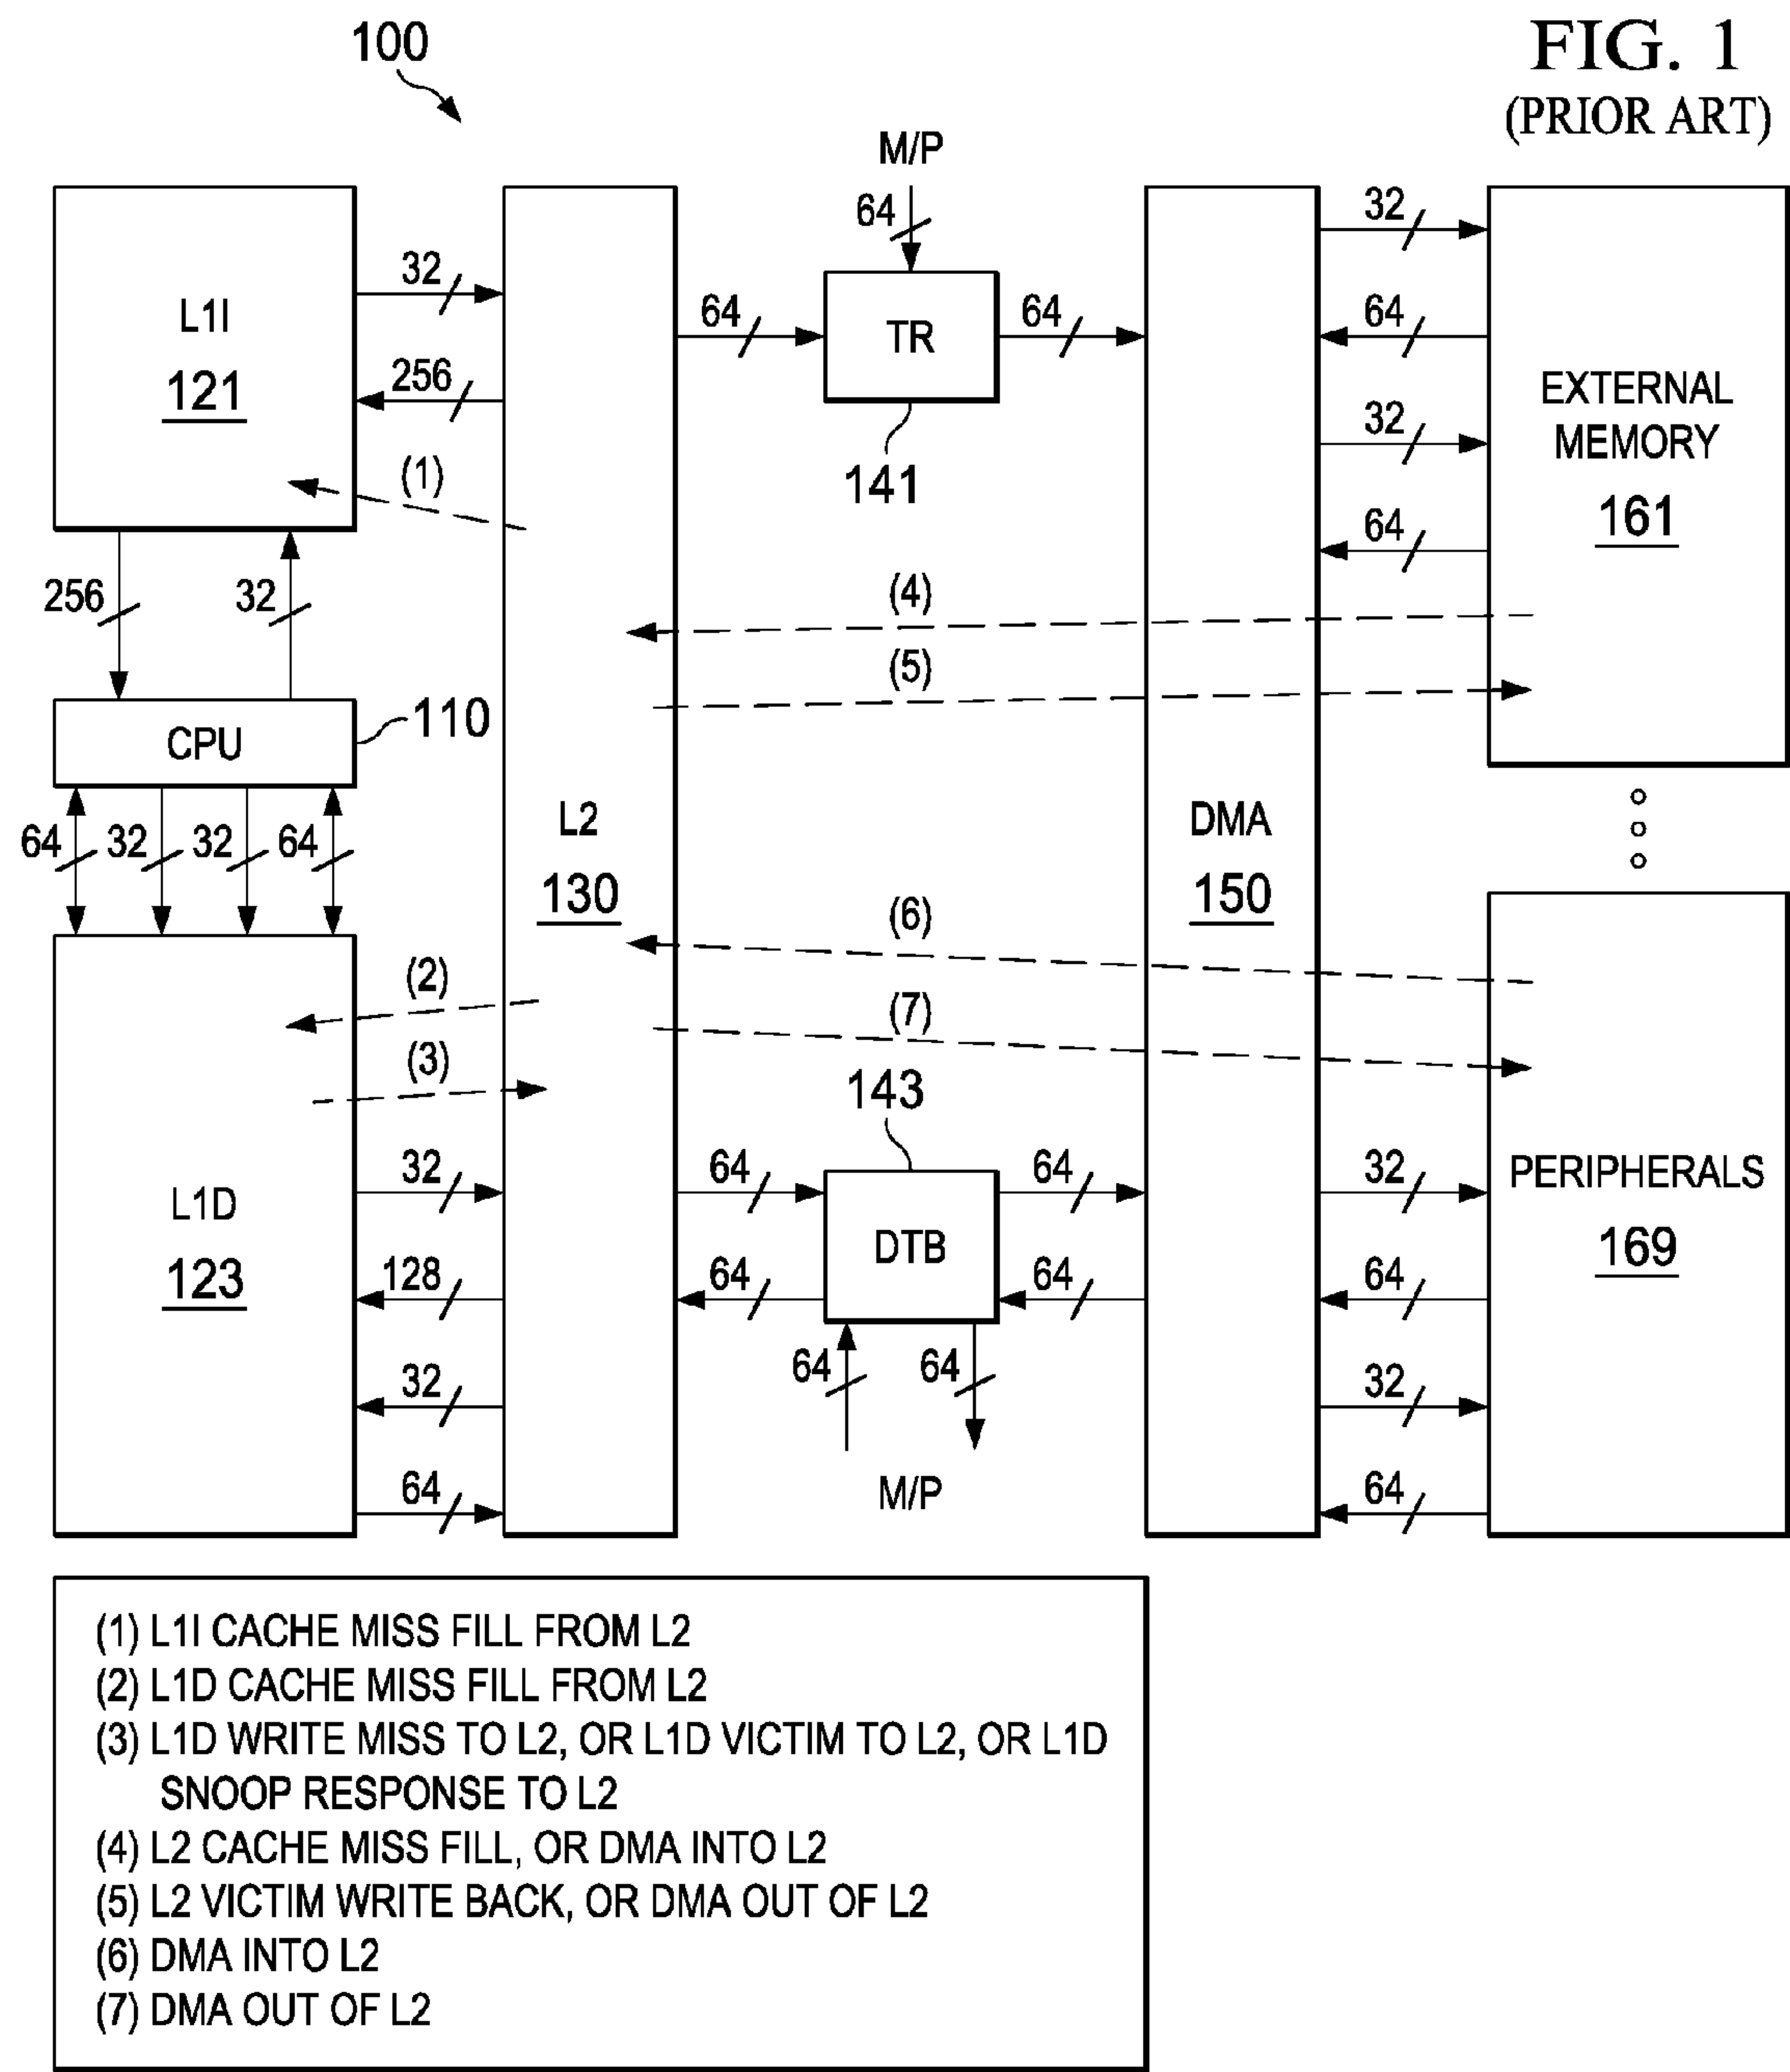 FIG. 1
(PRIOR ART)
100
M/P
64
32
32
64
64
TR
64
L1I
121
256
141
32
64
EXTERNAL
MEMORY
161
(1)
64
256
32
(4)
(5)
CPU
110
64
32
32
64
L2
130
DMA
150
(6)
(2)
(7)
(3)
143
32
64
64
32
PERIPHERALS
169
L1D
123
DTB
128
64
64
64
32
64
64
32
64
M/P
64
(1) L1I CACHE MISS FILL FROM L2
(2) L1D CACHE MISS FILL FROM L2
(3) L1D WRITE MISS TO L2, OR L1D VICTIM TO L2, OR L1D
SNOOP RESPONSE TO L2
(4) L2 CACHE MISS FILL, OR DMA INTO L2
(5) L2 VICTIM WRITE BACK, OR DMA OUT OF L2
(6) DMA INTO L2
(7) DMA OUT OF L2